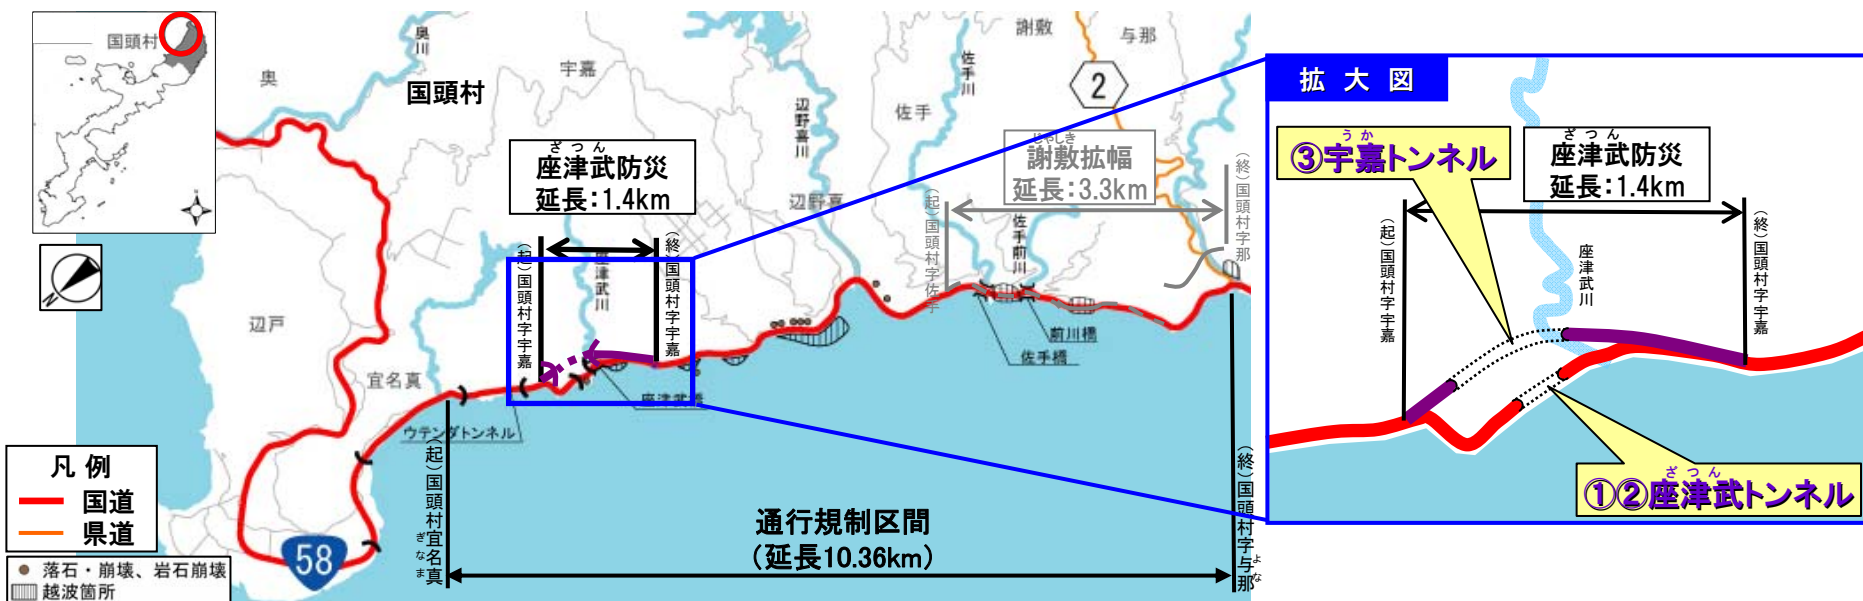 国頭村
N
奥川
奥
宇嘉
国頭村
辺野喜川
佐手川
謝敷
与那
2
佐手
ざつん
座津武防災
延長:1.4km
じゃしき
謝敷拡幅
延長:3.3km
辺野喜
(起)国頭村字佐手
(終)国頭村字那
佐手前川
(起)国頭村字宇嘉
座津武川
(終)国頭村字宇嘉
N
辺戸
宜名真
前川橋
佐手橋
座津武橋
ウテンダトンネル
凡例
国道
県道
落石・崩壊、岩石崩壊
越波箇所
58
(起)国頭村宜名真
ぎなま
通行規制区間
(延長10.36km)
(終)国頭村字与那
よな
拡大図
うか
③宇嘉トンネル
ざつん
座津武防災
延長:1.4km
(起)国頭村字宇嘉
座津武川
(終)国頭村字宇嘉
ざつん
①②座津武トンネル